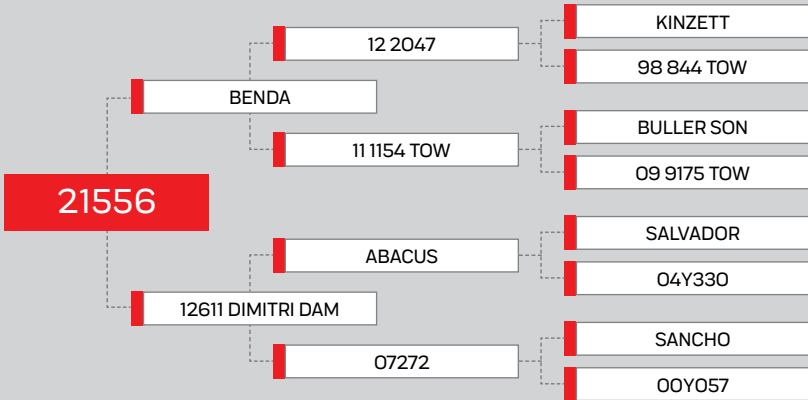 KINZETT
12 2047
98 844 TOW
BENDA
BULLER SON
11 1154 TOW
09 9175 TOW
21556
SALVADOR
ABACUS
04Y330
12611 DIMITRI DAM
SANCHO
07272
00Y057